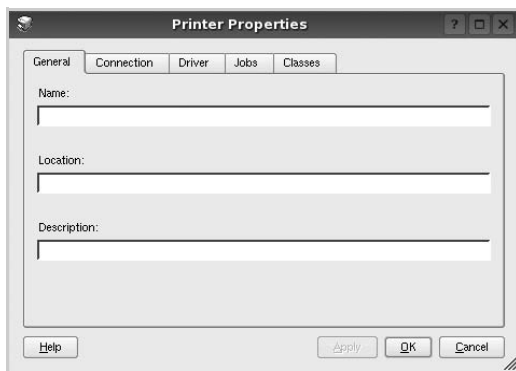 Printer Properties
?
General Connection Driver Jobs Classes
Name:
Location:
Description:
Help Apply OK Cancel